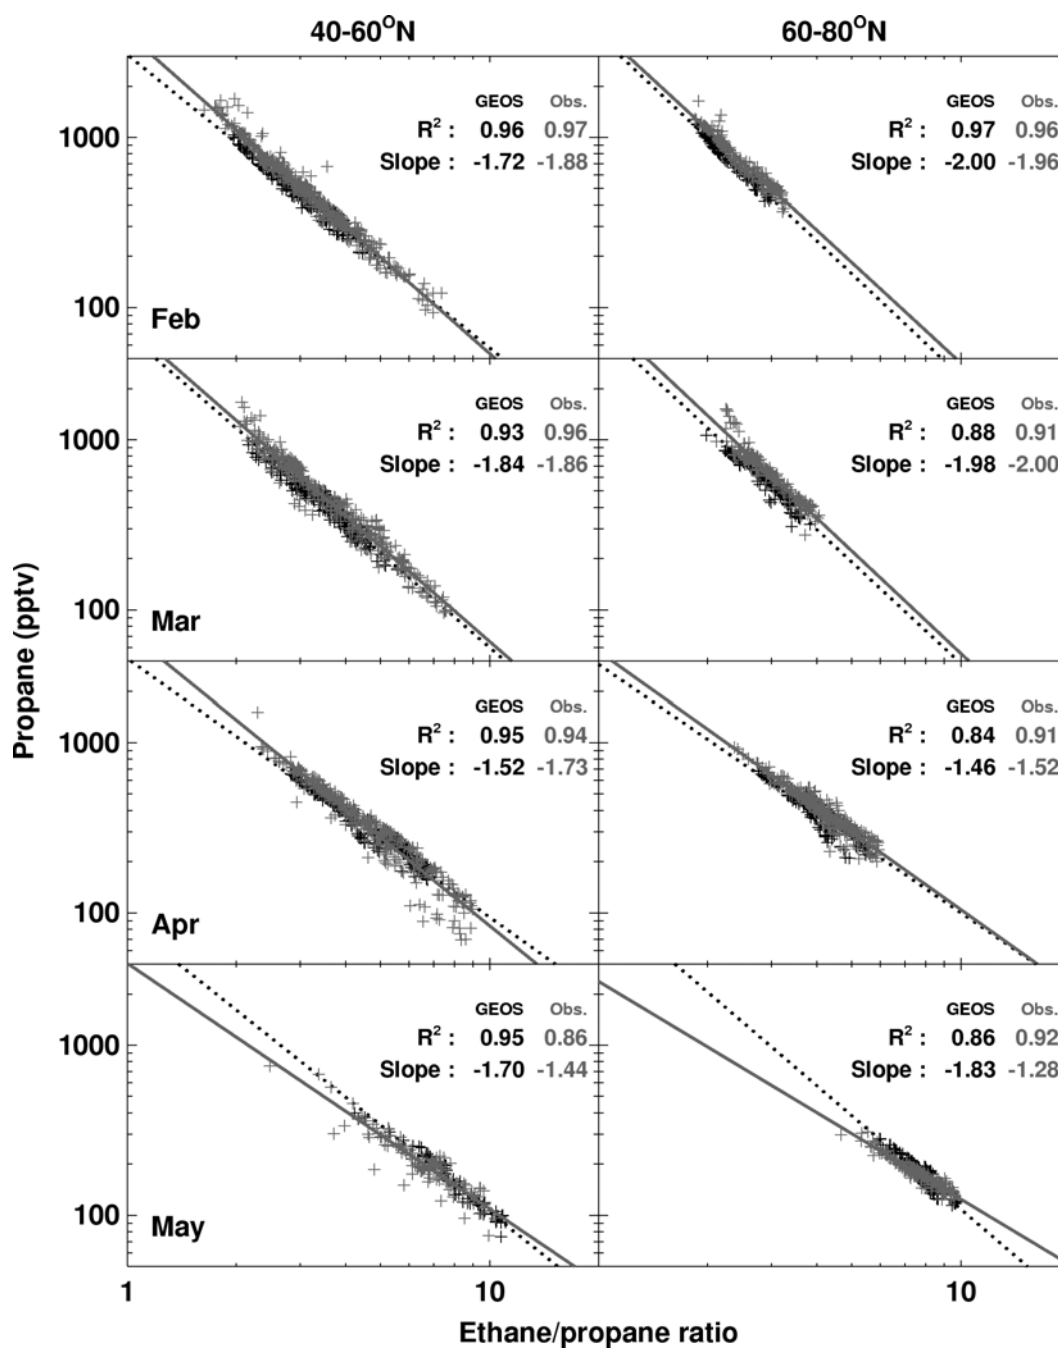 40-60°N 60-80°N
GEOS Obs. GEOS Obs.
R² : 0.96 0.97 R² : 0.97 0.96
Slope : -1.72 -1.88 Slope : -2.00 -1.96
1000
100
Feb
GEOS Obs. GEOS Obs.
R² : 0.93 0.96 R² : 0.88 0.91
Slope : -1.84 -1.86 Slope : -1.98 -2.00
1000
100
Mar
Propane (pptv)
GEOS Obs. GEOS Obs.
R² : 0.95 0.94 R² : 0.84 0.91
Slope : -1.52 -1.73 Slope : -1.46 -1.52
1000
100
Apr
GEOS Obs. GEOS Obs.
R² : 0.95 0.86 R² : 0.86 0.92
Slope : -1.70 -1.44 Slope : -1.83 -1.28
1000
100
May
1 10 10
Ethane/propane ratio